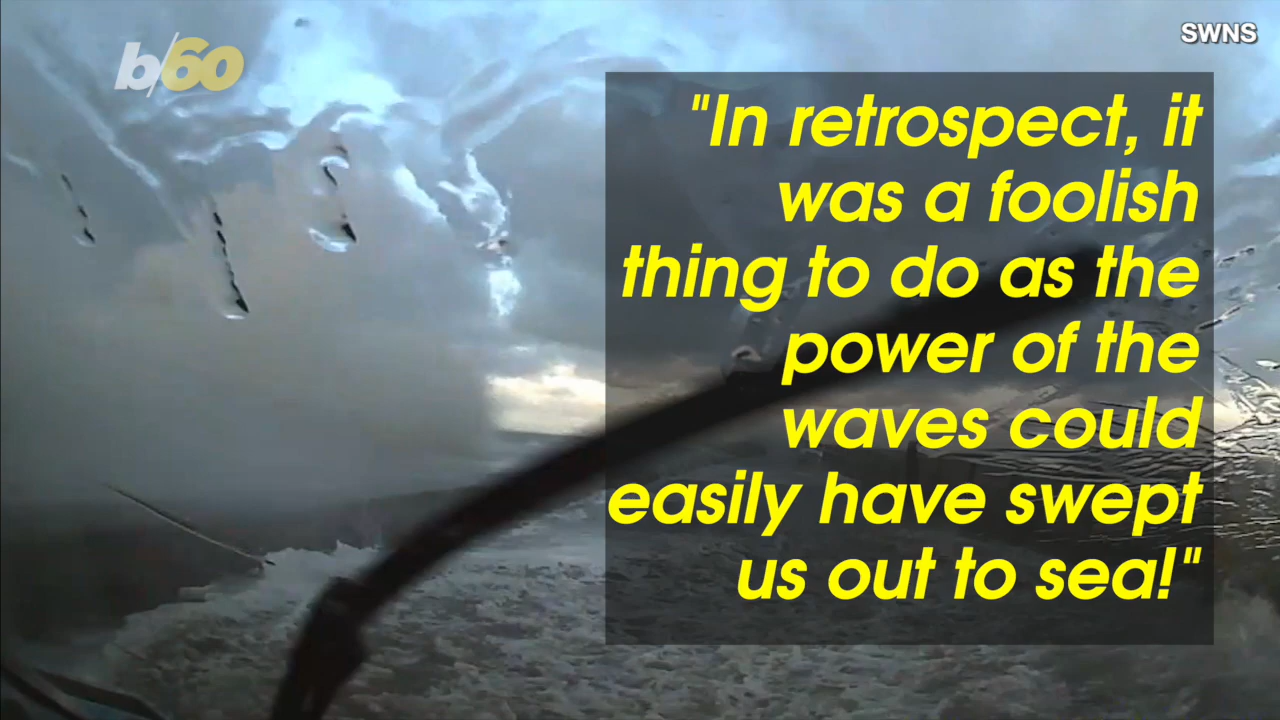 b/60
SWNS
"In retrospect, it
was a foolish
thing to do as the
power of the
waves could
easily have swept
us out to sea!"